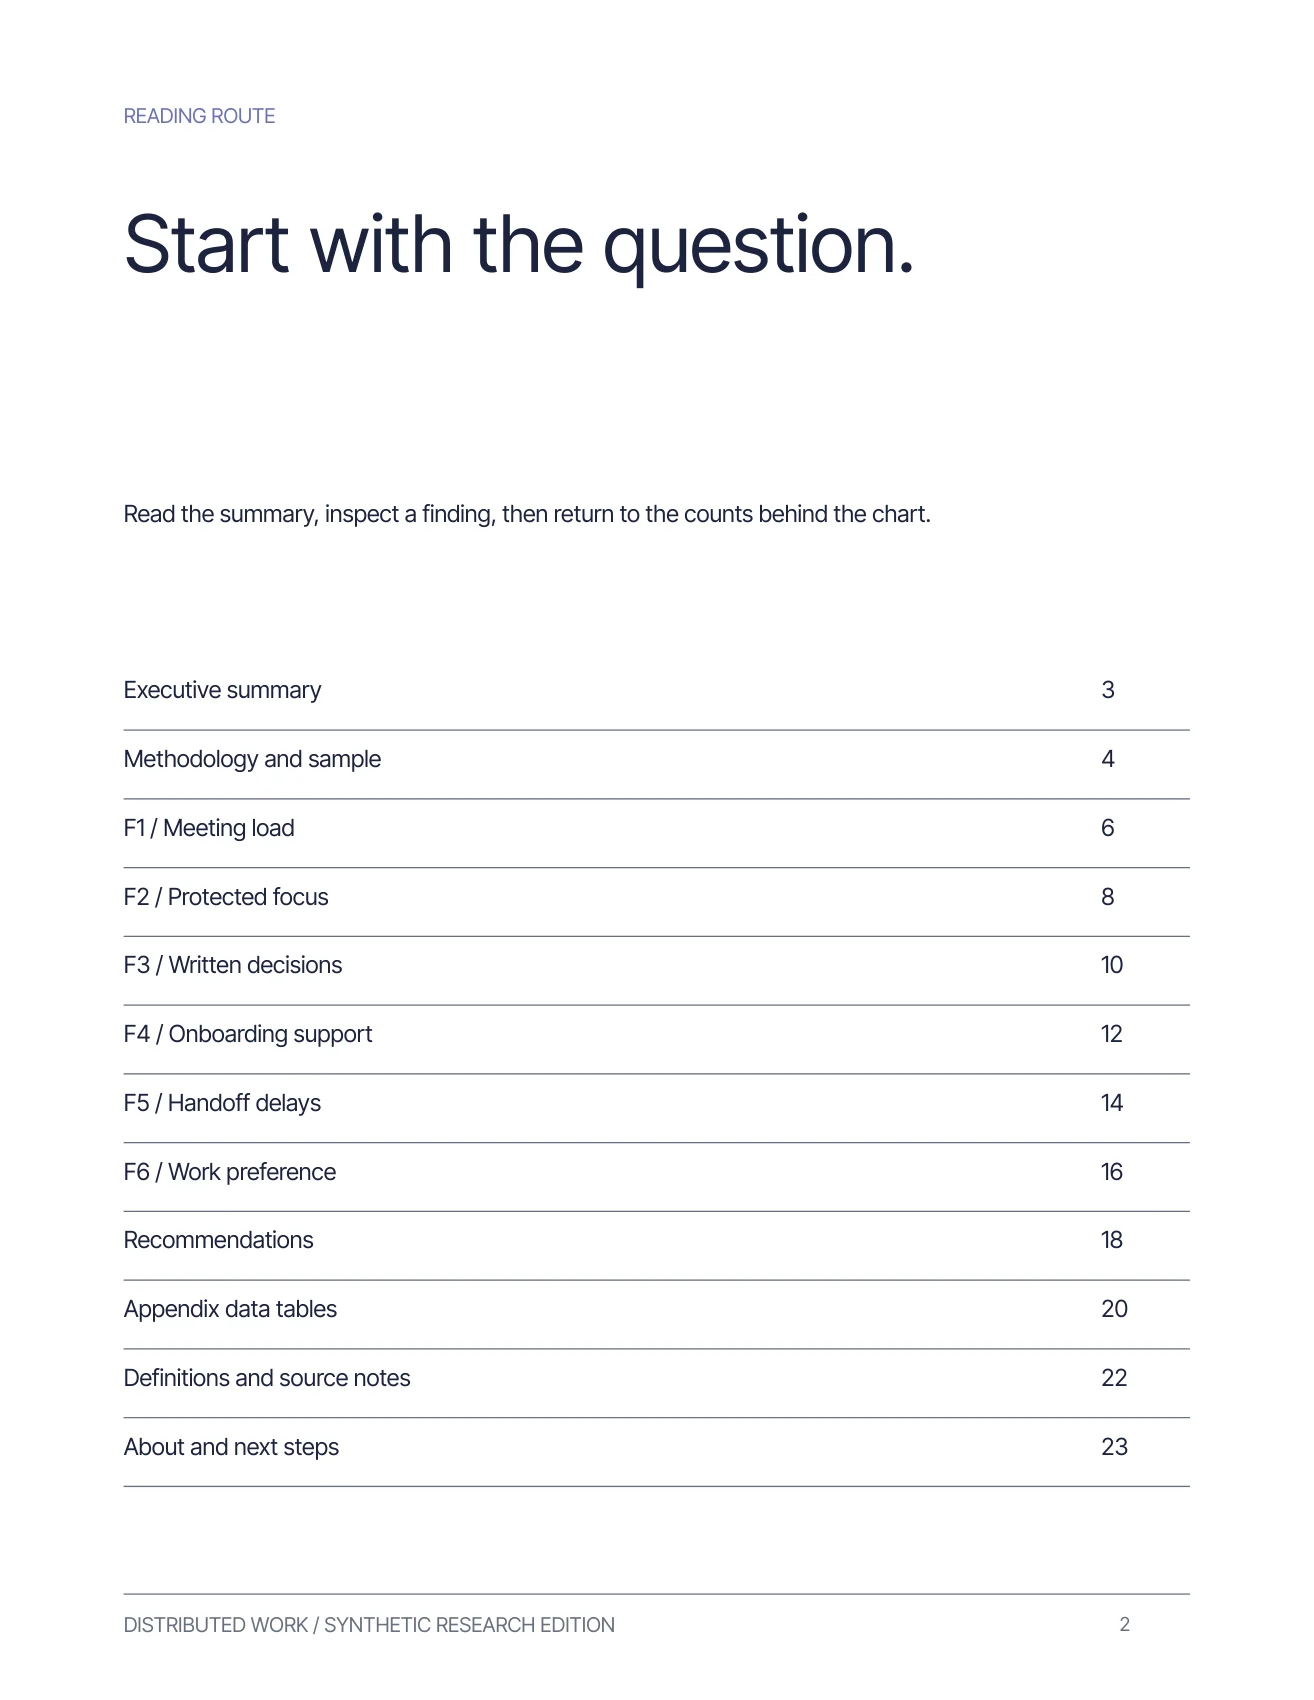 READING ROUTE
Start with the question.
Read the summary, inspect a finding, then return to the counts behind the chart.
Executive summary 3
Methodology and sample 4
F1 / Meeting load 6
F2 / Protected focus 8
F3 / Written decisions 10
F4 / Onboarding support 12
F5 / Handoff delays 14
F6 / Work preference 16
Recommendations 18
Appendix data tables 20
Definitions and source notes 22
About and next steps 23
DISTRIBUTED WORK / SYNTHETIC RESEARCH EDITION 2